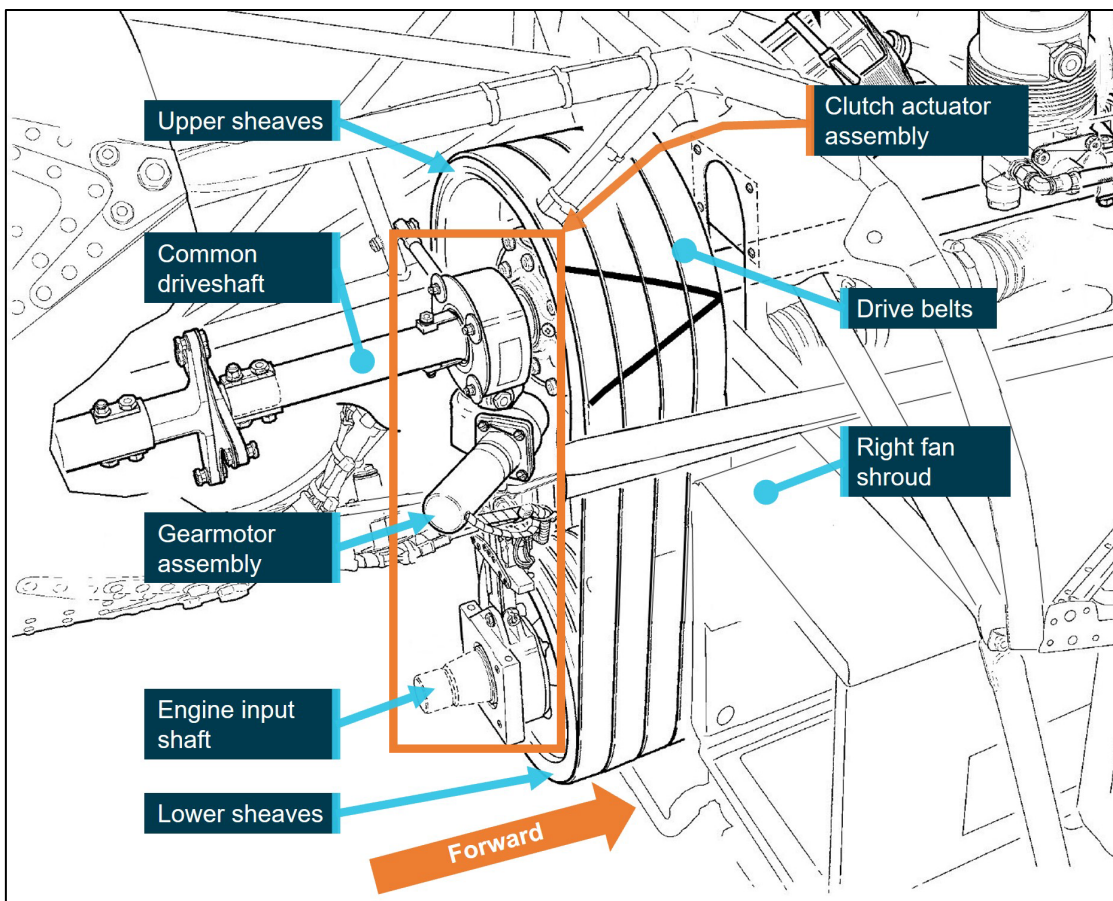 Upper sheaves
Clutch actuator
assembly
Common
driveshaft
Drive belts
Right fan
shroud
Gearmotor
assembly
Engine input
shaft
Lower sheaves
Forward